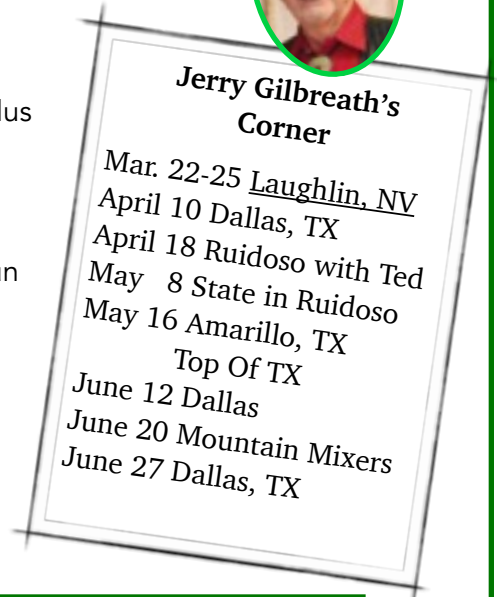 lus
Jerry Gilbreath's
Corner
Mar. 22-25 Laughlin, NV
April 10 Dallas, TX
April 18 Ruidoso with Ted
May 8 State in Ruidoso
May 16 Amarillo, TX
Top Of TX
June 12 Dallas
June 20 Mountain Mixers
June 27 Dallas, TX